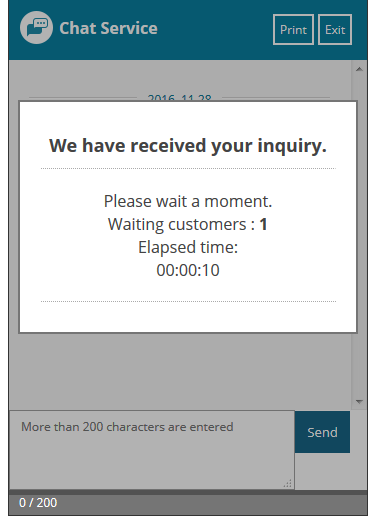 Chat Service
Print
Exit
2016. 11.28
We have received your inquiry.
Please wait a moment.
Waiting customers : 1
Elapsed time:
00:00:10
More than 200 characters are entered
Send
0 / 200